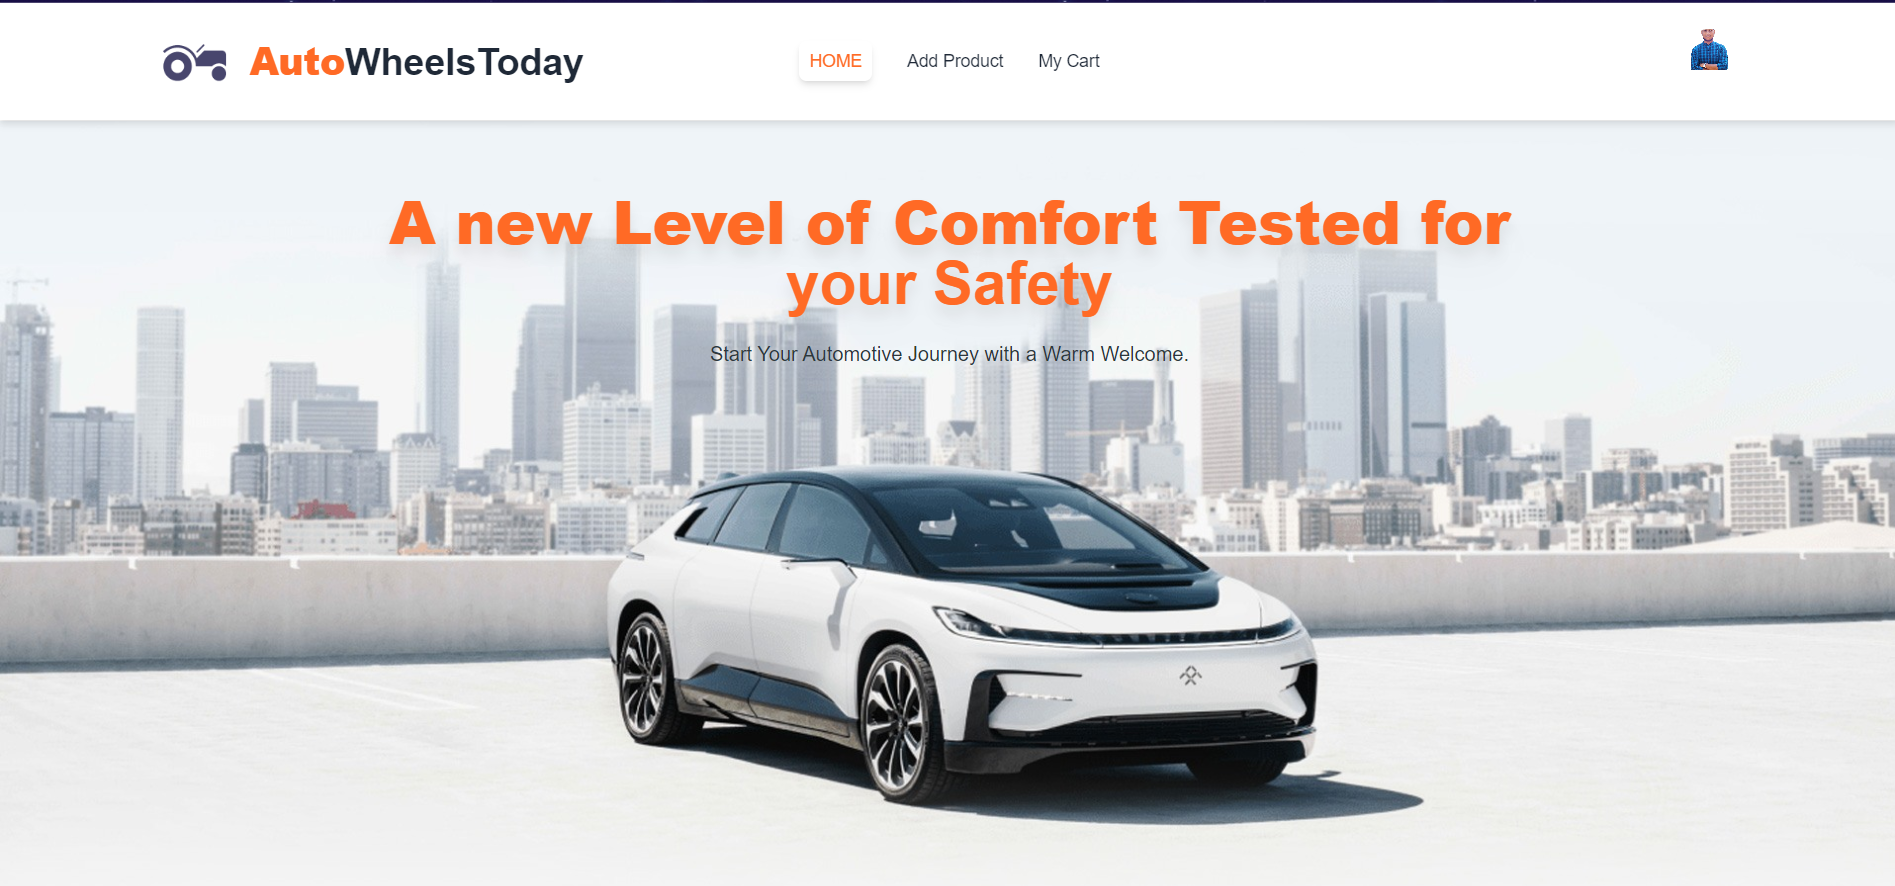 AutoWheelsToday
HOME
Add Product
My Cart
A new Level of Comfort Tested for
your Safety
Start Your Automotive Journey with a Warm Welcome.